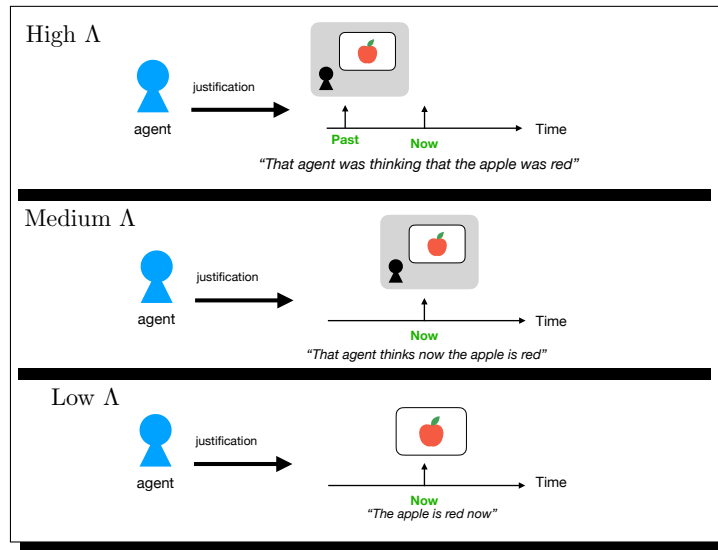 High Λ
justification
agent
Time
Past
Now
“That agent was thinking that the apple was red”
Medium Λ
justification
agent
Time
Now
“That agent thinks now the apple is red”
Low Λ
justification
agent
Time
Now
“The apple is red now”